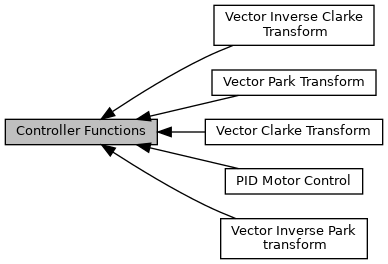 Vector Inverse Clarke
Transform
Vector Park Transform
Controller Functions
Vector Clarke Transform
PID Motor Control
Vector Inverse Park
transform